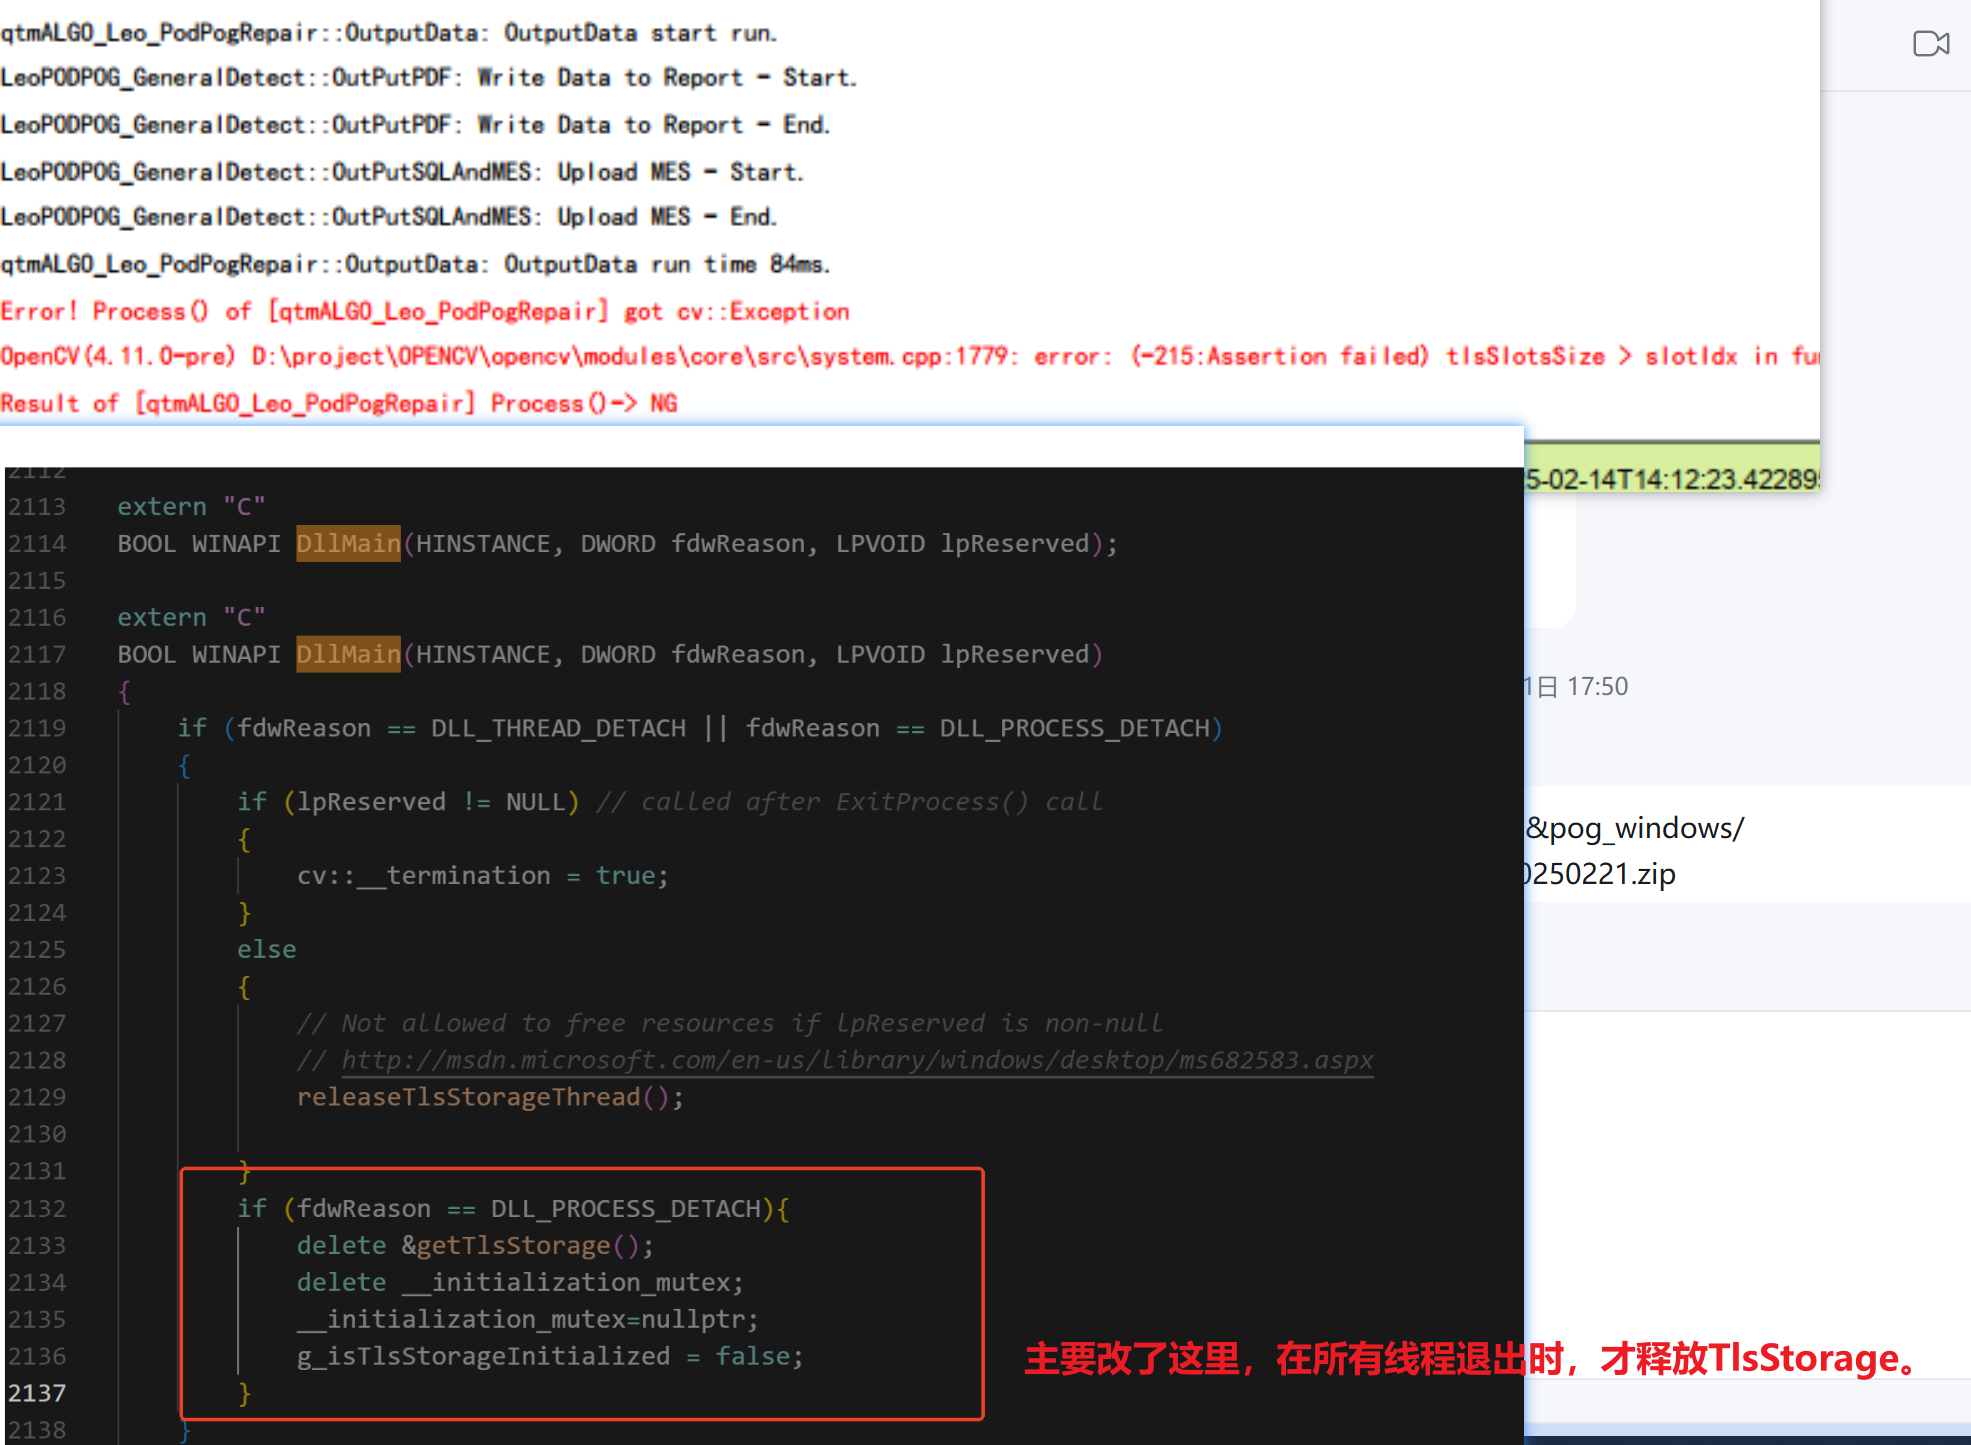 qtmALGO_Leo_PodPogRepair::OutputData: OutputData start run.
LeoPODPOG_GeneralDetect::OutPutPDF: Write Data to Report - Start.
LeoPODPOG_GeneralDetect::OutPutPDF: Write Data to Report - End.
LeoPODPOG_GeneralDetect::OutPutSQLAndMES: Upload MES - Start.
LeoPODPOG_GeneralDetect::OutPutSQLAndMES: Upload MES - End.
qtmALGO_Leo_PodPogRepair::OutputData: OutputData run time 84ms.
Error! Process() of [qtmALGO_Leo_PodPogRepair] got cv::Exception
OpenCV(4.11.0-pre) D:\project\OPENCV\opencv\modules\core\src\system.cpp:1779: error: (-215:Assertion failed) tlsSlotsSize > slotIdx in
Result of [qtmALGO_Leo_PodPogRepair] Process()-> NG
5-02-14T14:12:23.42289
2112
2113 extern "C"
2114 BOOL WINAPI DllMain(HINSTANCE, DWORD fdwReason, LPVOID lpReserved);
2115
2116 extern "C"
2117 BOOL WINAPI DllMain(HINSTANCE, DWORD fdwReason, LPVOID lpReserved)
2118 {
2119 if (fdwReason == DLL_THREAD_DETACH || fdwReason == DLL_PROCESS_DETACH)
2120 {
2121 if (lpReserved != NULL) // called after ExitProcess() call
2122 {
2123 cv::__termination = true;
2124 }
2125 else
2126 {
2127 // Not allowed to free resources if lpReserved is non-null
2128 // http://msdn.microsoft.com/en-us/library/windows/desktop/ms682583.aspx
2129 releaseTlsStorageThread();
2130
2131 }
2132 if (fdwReason == DLL_PROCESS_DETACH){
2133 delete &getTlsStorage();
2134 delete __initialization_mutex;
2135 __initialization_mutex=nullptr;
2136 g_isTlsStorageInitialized = false;
2137 }
2138 }
主要改了这里，在所有线程退出时，才释放TlsStorage。
1日 17:50
&pog_windows/
0250221.zip